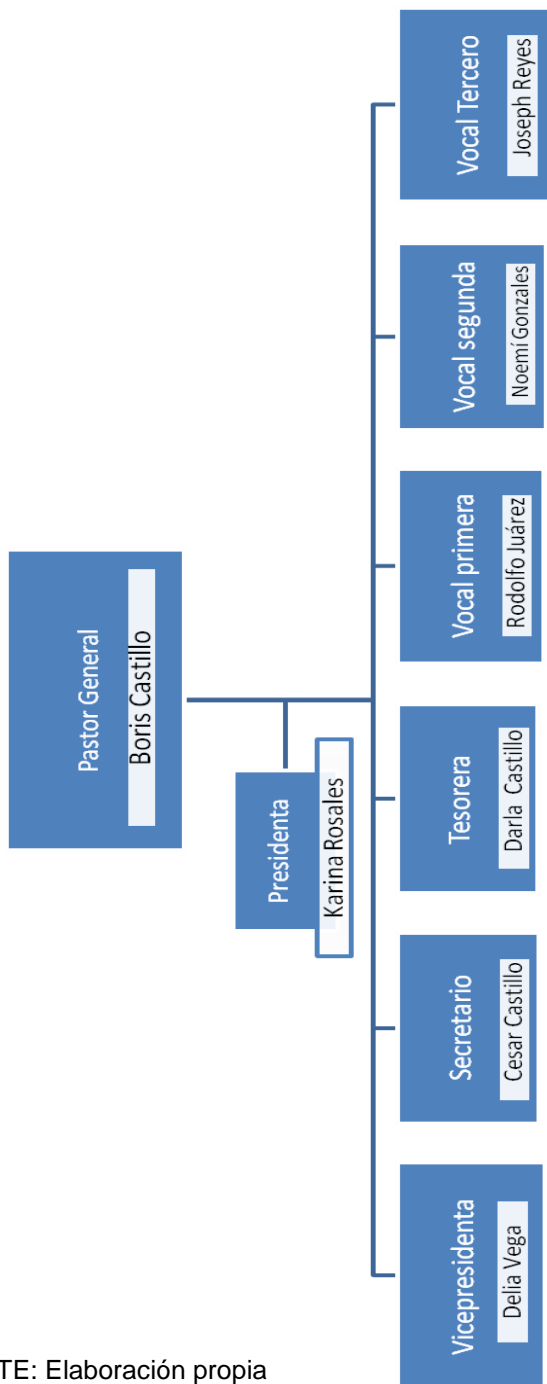 Pastor General
Boris Castillo
Presidenta
Karina Rosales
Vicepresidenta
Delia Vega
Secretario
Cesar Castillo
Tesorera
Darla Castillo
Vocal primera
Rodolfo Juárez
Vocal segunda
Noemí Gonzales
Vocal Tercero
Joseph Reyes
TE: Elaboración propia